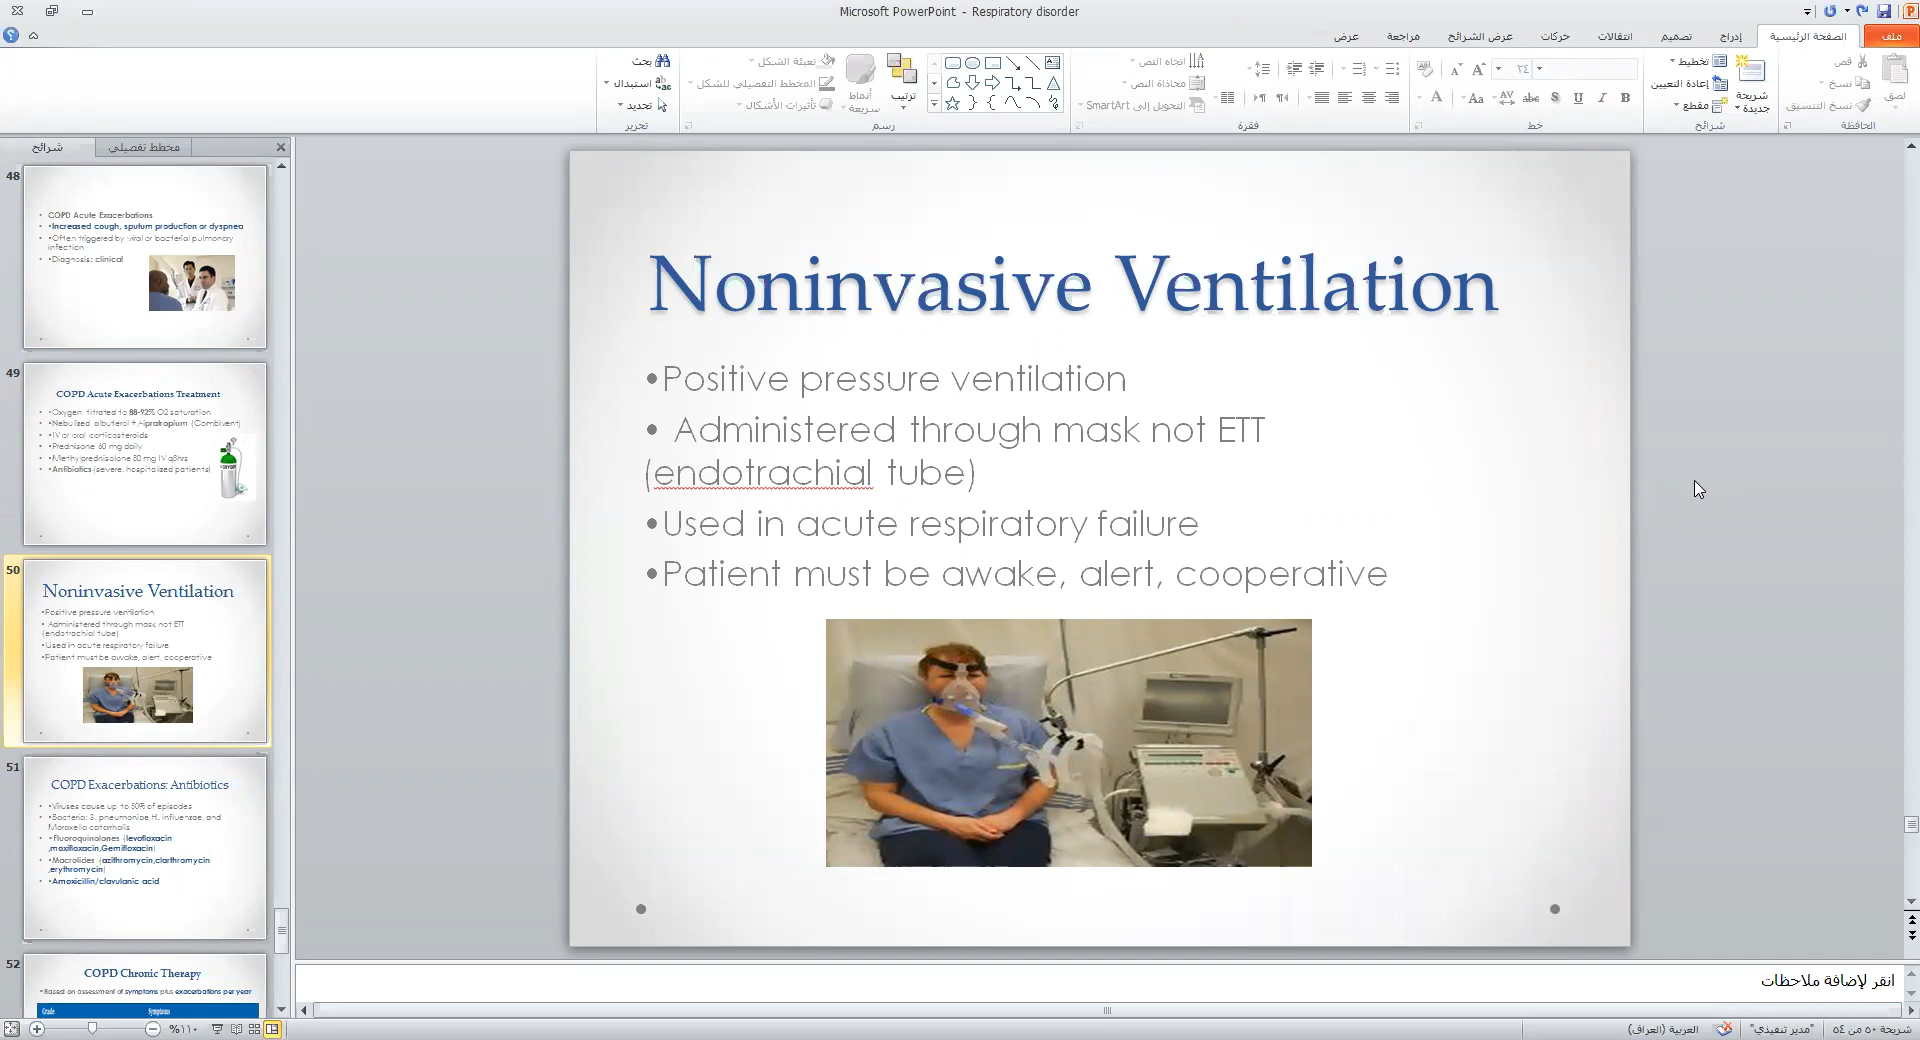 Microsoft PowerPoint - Respiratory disorder
ملف
الصفحة الرئيسية
إدراج
تصميم
انتقالات
حركات
عرض الشرائح
مراجعة
عرض
لصق
قص
نسخ
نسخ التنسيق
الحافظة
شريحة جديدة
تخطيط
إعادة التعيين
مقطع
شرائح
٢٤
خط
اتجاه النص
محاذاة النص
التحويل إلى SmartArt
فقرة
ترتيب
أنماط سريعة
تعبئة الشكل
المخطط التفصيلي للشكل
تأثيرات الأشكال
رسم
بحث
استبدال
تحديد
تحرير
شرائح
مخطط تفصيلي
48
• COPD Acute Exacerbations
• •Increased cough, sputum production or dyspnea
• •Often triggered by viral or bacterial pulmonary
infection
• •Diagnosis: clinical
49
COPD Acute Exacerbations Treatment
• •Oxygen titrated to 88-92% O2 saturation
• •Nebulized albuterol +/-ipratropium (Combivent)
• •IV or oral corticosteroids
• •Prednisone 60 mg daily
• •Methylprednisolone 80 mg IV q8hrs
• •Antibiotics (severe, hospitalized patients)
50
Noninvasive Ventilation
•Positive pressure ventilation
• Administered through mask not ETT
(endotrachial tube)
•Used in acute respiratory failure
•Patient must be awake, alert, cooperative
51
COPD Exacerbations: Antibiotics
• •Viruses cause up to 50% of episodes
• •Bacteria: S. pneumoniae,H. influenzae, and
Moraxella catarrhalis
• •Fluoroquinolones (levofloxacin
,moxifloxacin,Gemifloxacin)
• •Macrolides (azithromycin,clarthromycin
,erythromycin)
• •Amoxicillin/clavulanic acid
52
COPD Chronic Therapy
•Based on assessment of symptoms plus exacerbations per year
Grade
Symptoms
Noninvasive Ventilation
•Positive pressure ventilation
• Administered through mask not ETT
(endotrachial tube)
•Used in acute respiratory failure
•Patient must be awake, alert, cooperative
انقر لإضافة ملاحظات
شريحة ٥٠ من ٥٤
"مدير تنفيذي"
العربية (العراق)
%١١٠